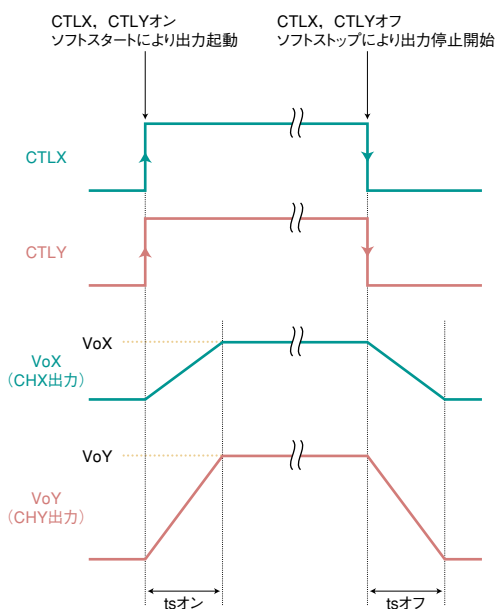 CTLX，CTLYオン
ソフトスタートにより出力起動
CTLX，CTLYオフ
ソフトストップにより出力停止開始
CTLX
CTLY
VoX
VoX
（CHX出力）
VoY
VoY
（CHY出力）
tsオン
tsオフ